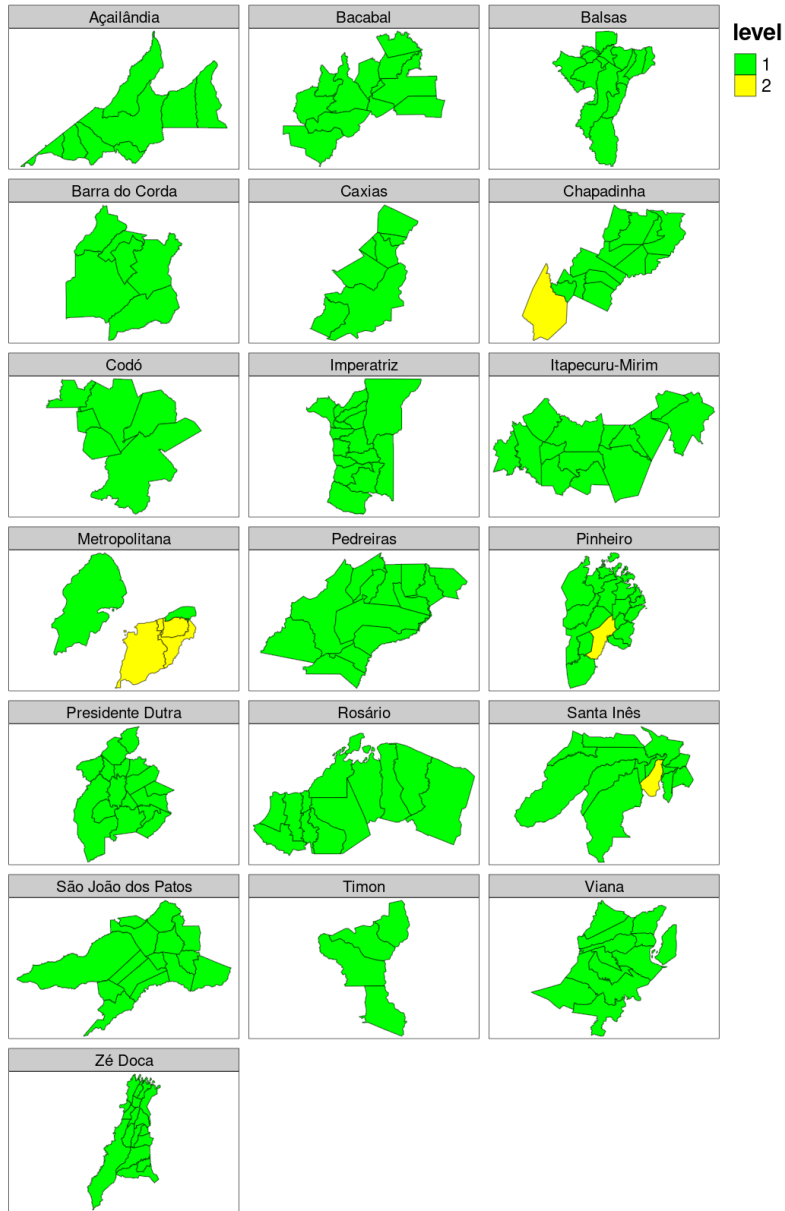 Açailândia
Bacabal
Balsas
level
1
2
Barra do Corda
Caxias
Chapadinha
Codó
Imperatriz
Itapecuru-Mirim
Metropolitana
Pedreiras
Pinheiro
Presidente Dutra
Rosário
Santa Inês
São João dos Patos
Timon
Viana
Zé Doca